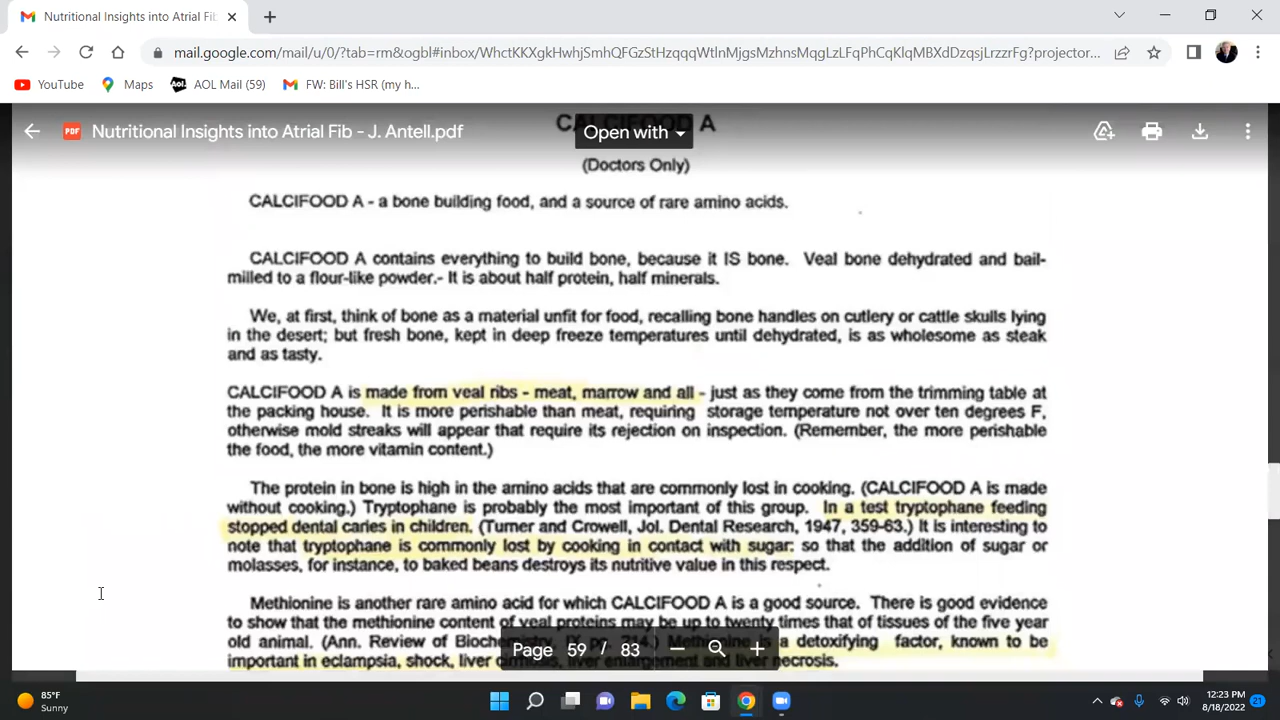 Nutritional Insights into Atrial Fib
mail.google.com/mail/u/0/?tab=rm&ogbl#inbox/WhctKKXgkHwhjSmhQFGzStHzqqqWtlnMjgsMzhnsMqgLzLFqPhCqKlqMBXdDzqsjLrzzrFg?projector...
YouTube Maps AOL Mail (59) FW: Bill's HSR (my h...
PDF Nutritional Insights into Atrial Fib - J. Antell.pdf
Open with
CALCIFOOD A
(Doctors Only)
CALCIFOOD A - a bone building food, and a source of rare amino acids.
CALCIFOOD A contains everything to build bone, because it IS bone. Veal bone dehydrated and bail-
milled to a flour-like powder.- It is about half protein, half minerals.
We, at first, think of bone as a material unfit for food, recalling bone handles on cutlery or cattle skulls lying
in the desert; but fresh bone, kept in deep freeze temperatures until dehydrated, is as wholesome as steak
and as tasty.
CALCIFOOD A is made from veal ribs - meat, marrow and all - just as they come from the trimming table at
the packing house. It is more perishable than meat, requiring storage temperature not over ten degrees F,
otherwise mold streaks will appear that require its rejection on inspection. (Remember, the more perishable
the food, the more vitamin content.)
The protein in bone is high in the amino acids that are commonly lost in cooking. (CALCIFOOD A is made
without cooking.) Tryptophane is probably the most important of this group. In a test tryptophane feeding
stopped dental caries in children. (Turner and Crowell, Jol. Dental Research, 1947, 359-63.) It is interesting to
note that tryptophane is commonly lost by cooking in contact with sugar: so that the addition of sugar or
molasses, for instance, to baked beans destroys its nutritive value in this respect.
Methionine is another rare amino acid for which CALCIFOOD A is a good source. There is good evidence
to show that the methionine content of veal proteins may be up to twenty times that of tissues of the five year
old animal. (Ann. Review of Biochemistry, IX pg. 214.) Methionine is a detoxifying factor, known to be
important in eclampsia, shock, liver cirrhosis, liver enlargement and liver necrosis.
Page 59 / 83
85°F
Sunny
12:23 PM
8/18/2022
21